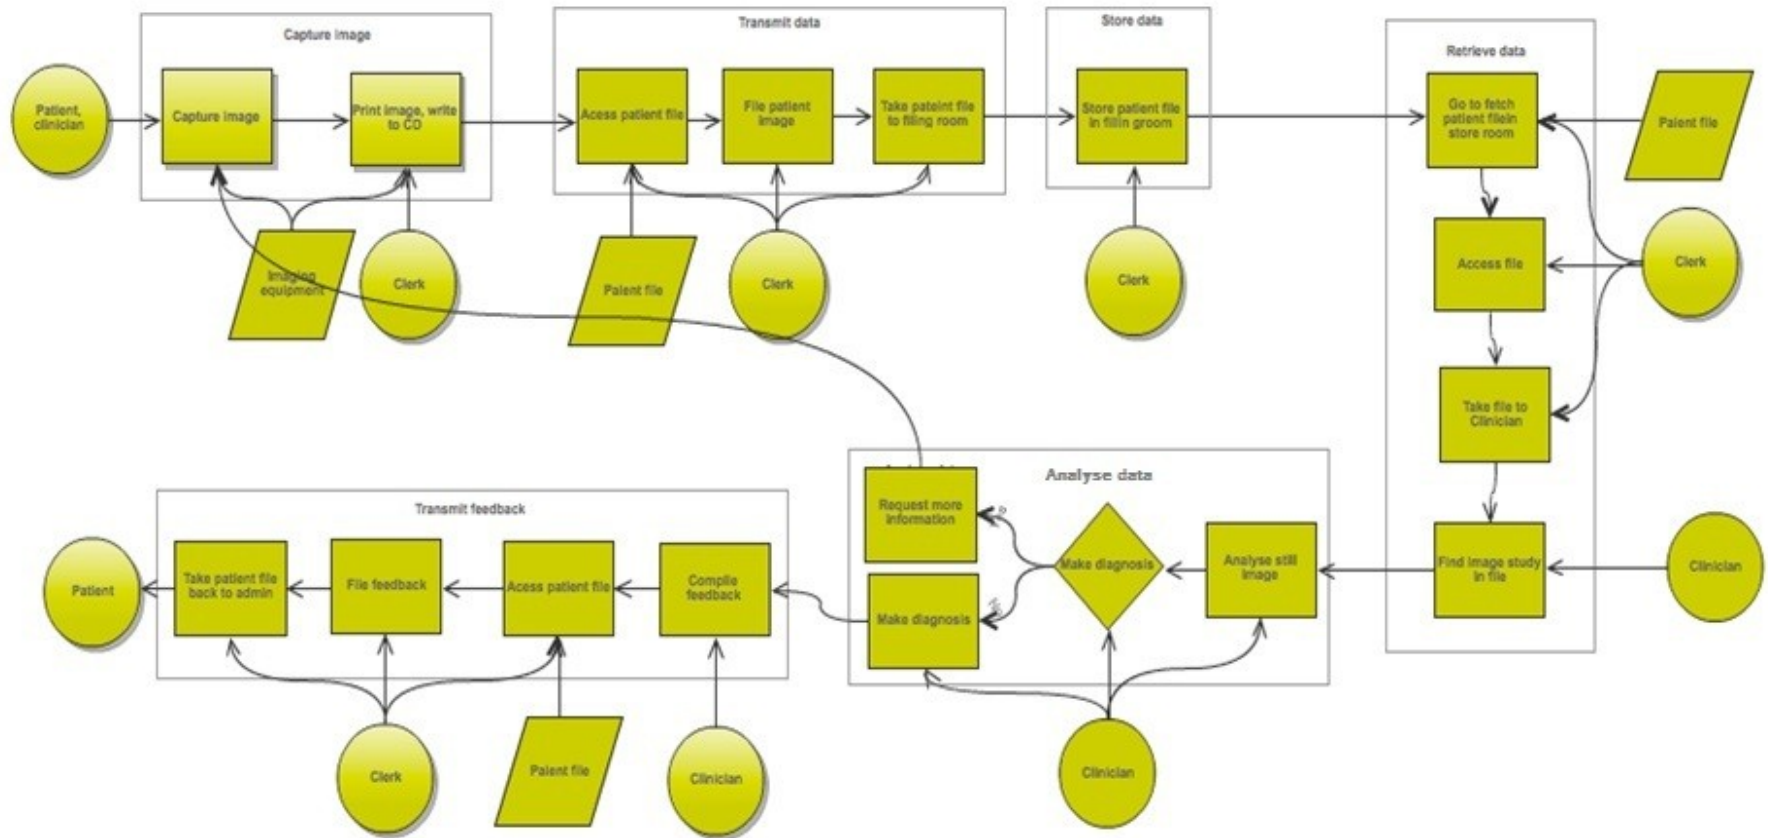 Capture image
Patient,
clinician
Capture image
Print image, write
to CD
Imaging
equipment
Clerk
Transmit data
Acess patient file
File patient
image
Take pateint file
to filing room
Patent file
Clerk
Store data
Store patient file
in fillin groom
Clerk
Retrieve data
Go to fetch
patient filein
store room
Patent file
Access file
Clerk
Take file to
Clinician
Find image study
in file
Clinician
Analyse data
Analyse still
image
Make diagnosis
Request more
information
Make diagnosis
Clinician
Transmit feedback
Compile
feedback
Acess patient file
File feedback
Take patient file
back to admin
Patient
Clerk
Patent file
Clinician